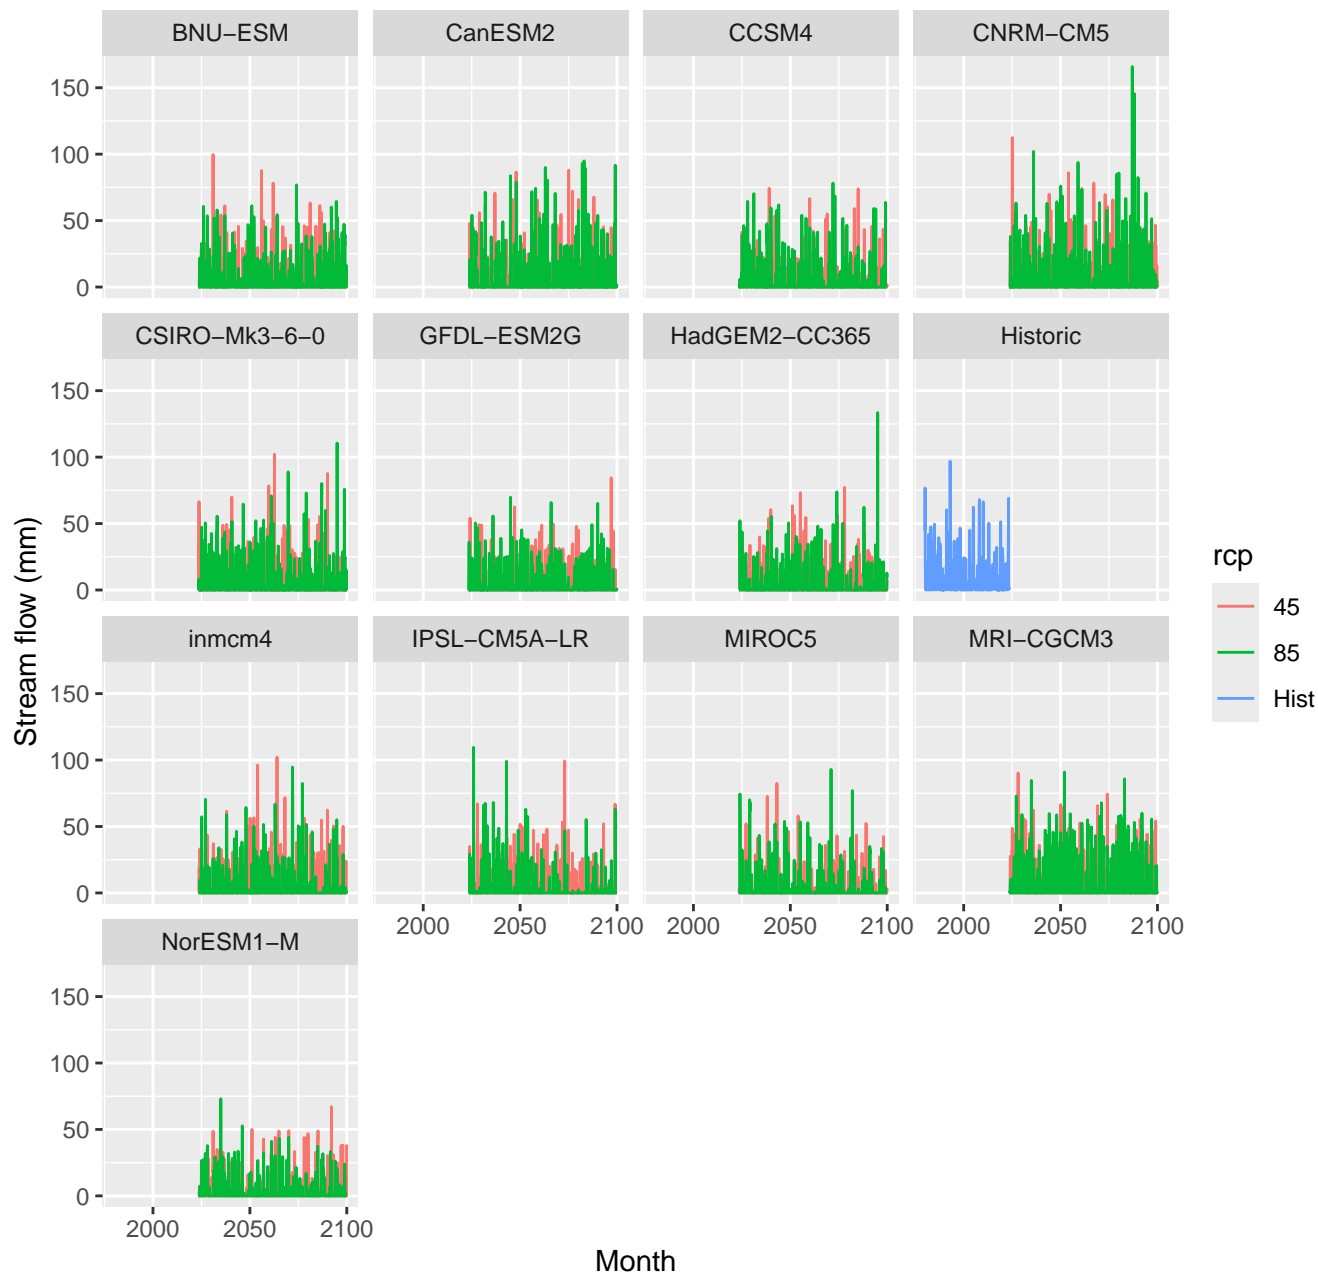 BNU−ESM
CanESM2
CCSM4
CNRM−CM5
150
100
50
0
CSIRO−Mk3−6−0
GFDL−ESM2G
HadGEM2−CC365
Historic
150
100
50
0
inmcm4
IPSL−CM5A−LR
MIROC5
MRI−CGCM3
150
100
50
0
2000 2050 2100
2000 2050 2100
2000 2050 2100
NorESM1−M
150
100
50
0
2000 2050 2100
Month
Stream flow (mm)
rcp
45
85
Hist